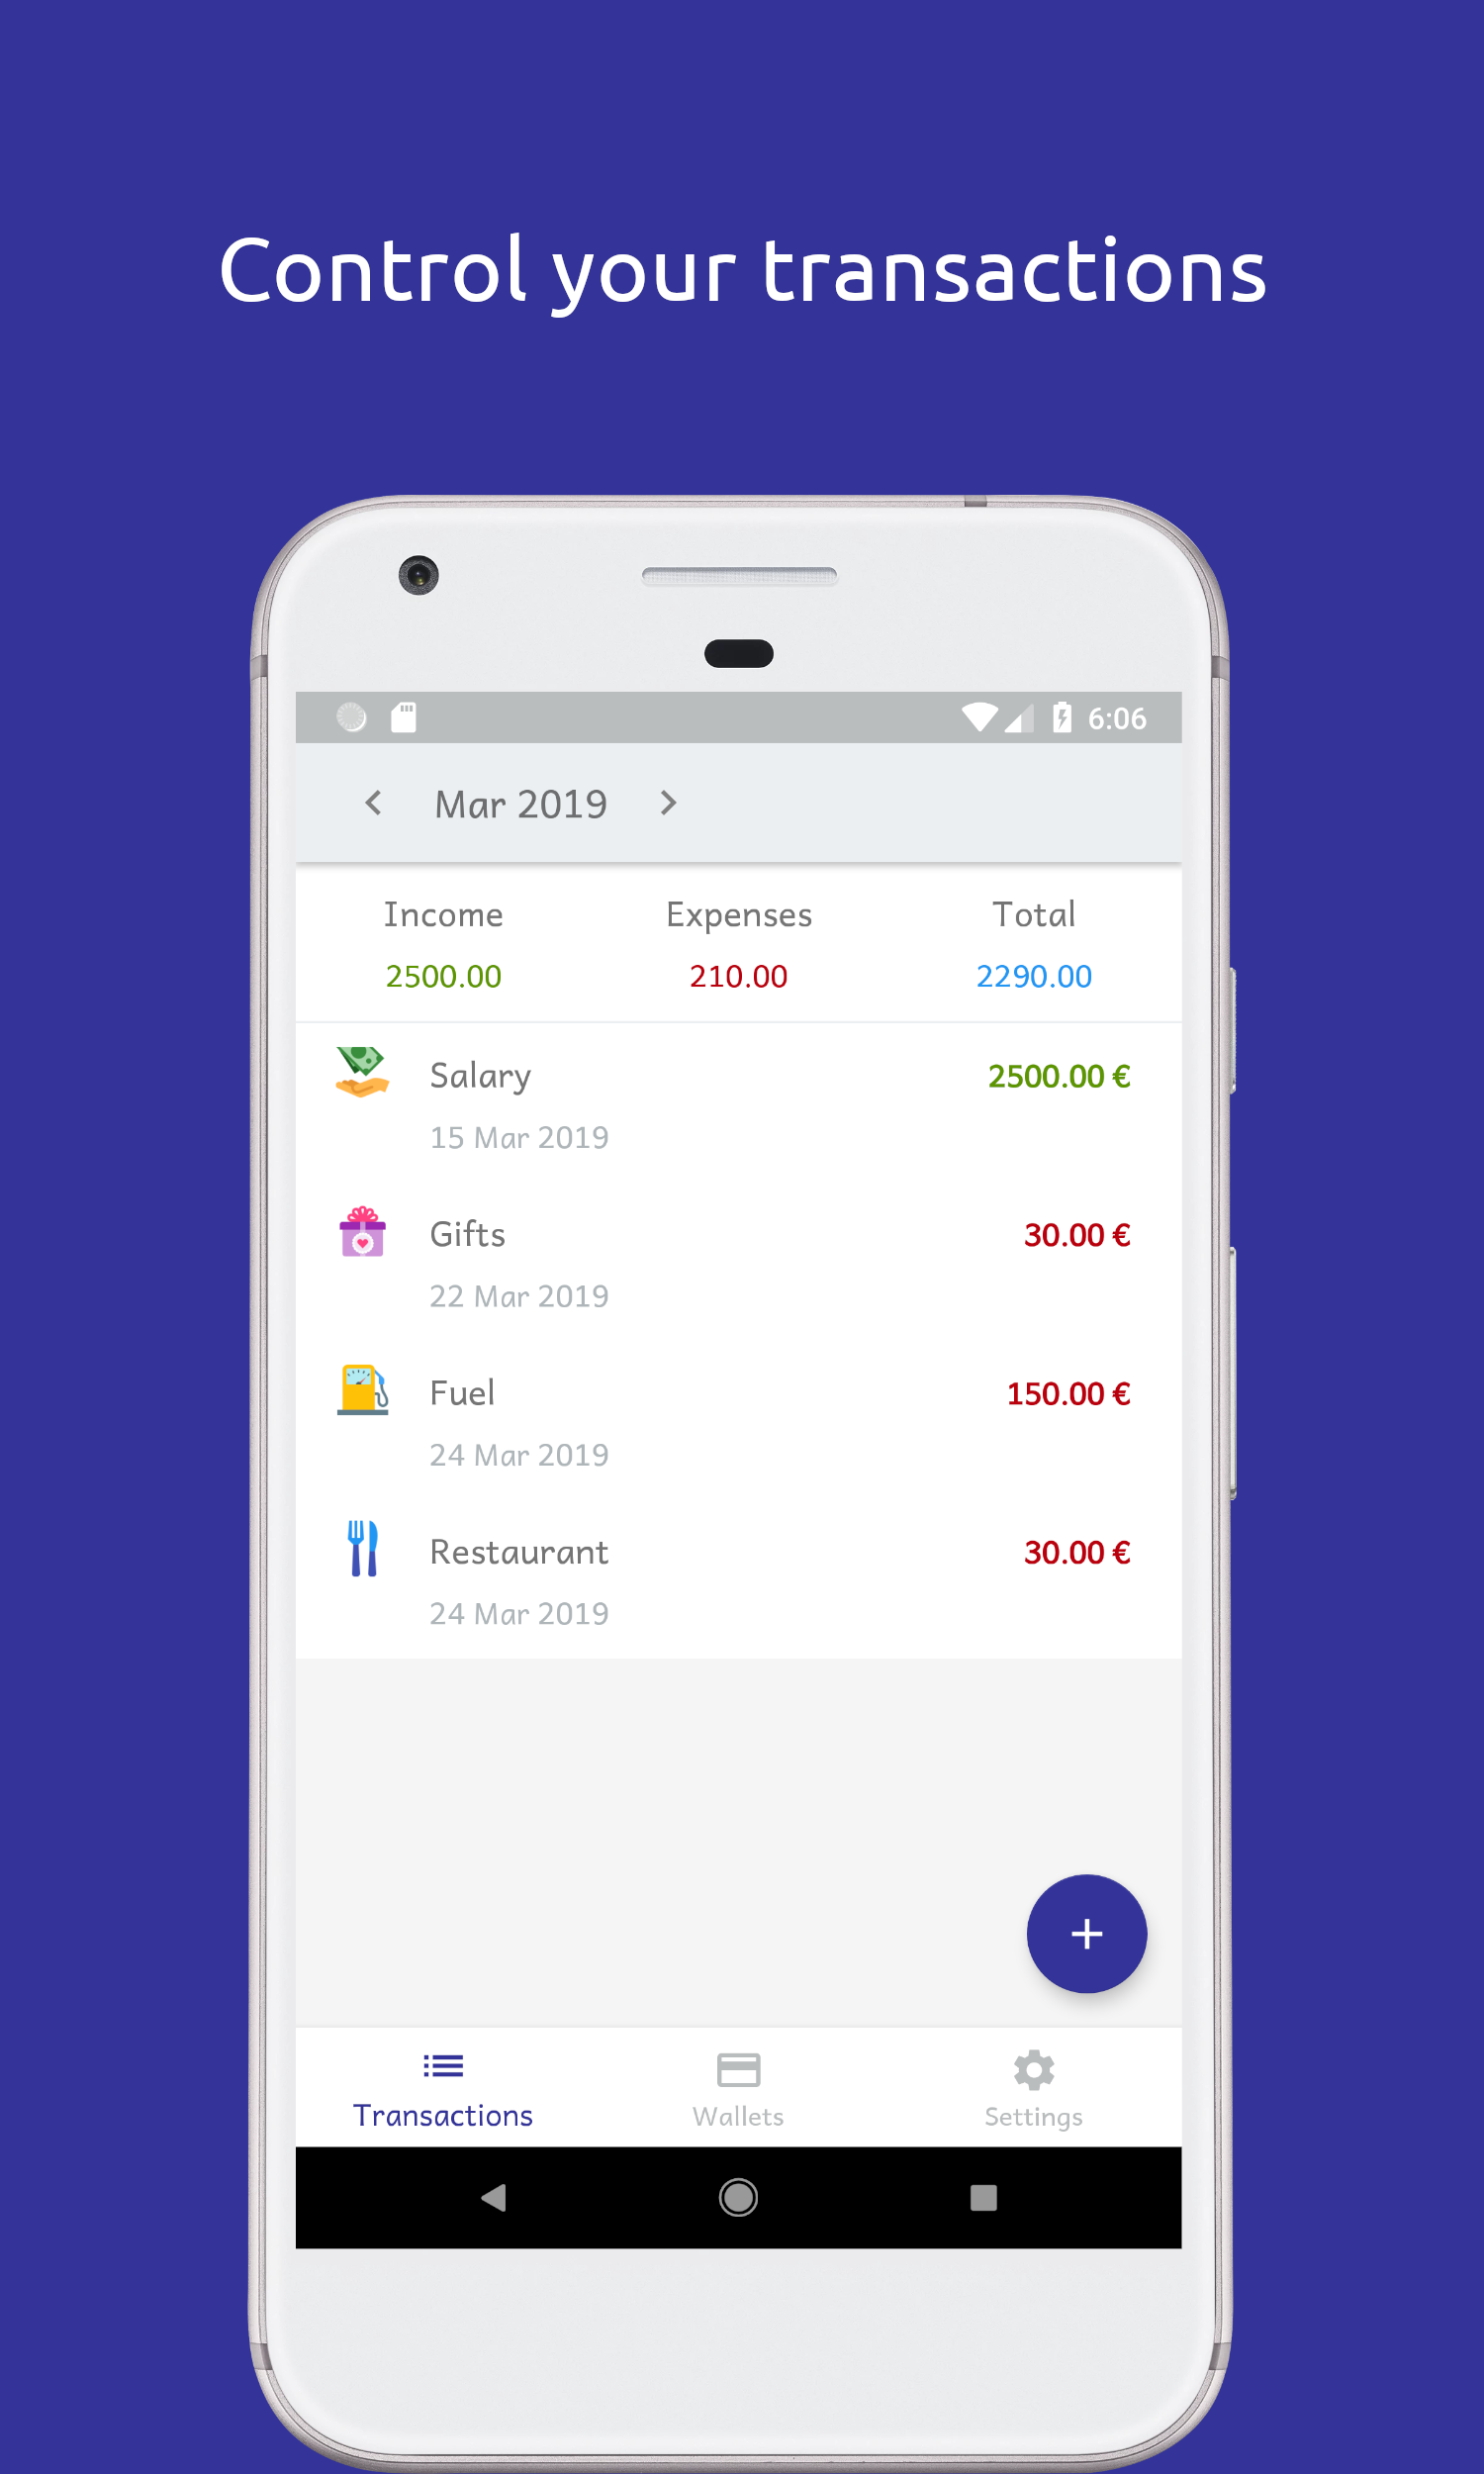 Control your transactions
6:06
Mar 2019
Income Expenses Total
2500.00 210.00 2290.00
Salary 2500.00 €
15 Mar 2019
Gifts 30.00 €
22 Mar 2019
Fuel 150.00 €
24 Mar 2019
Restaurant 30.00 €
24 Mar 2019
Transactions Wallets Settings